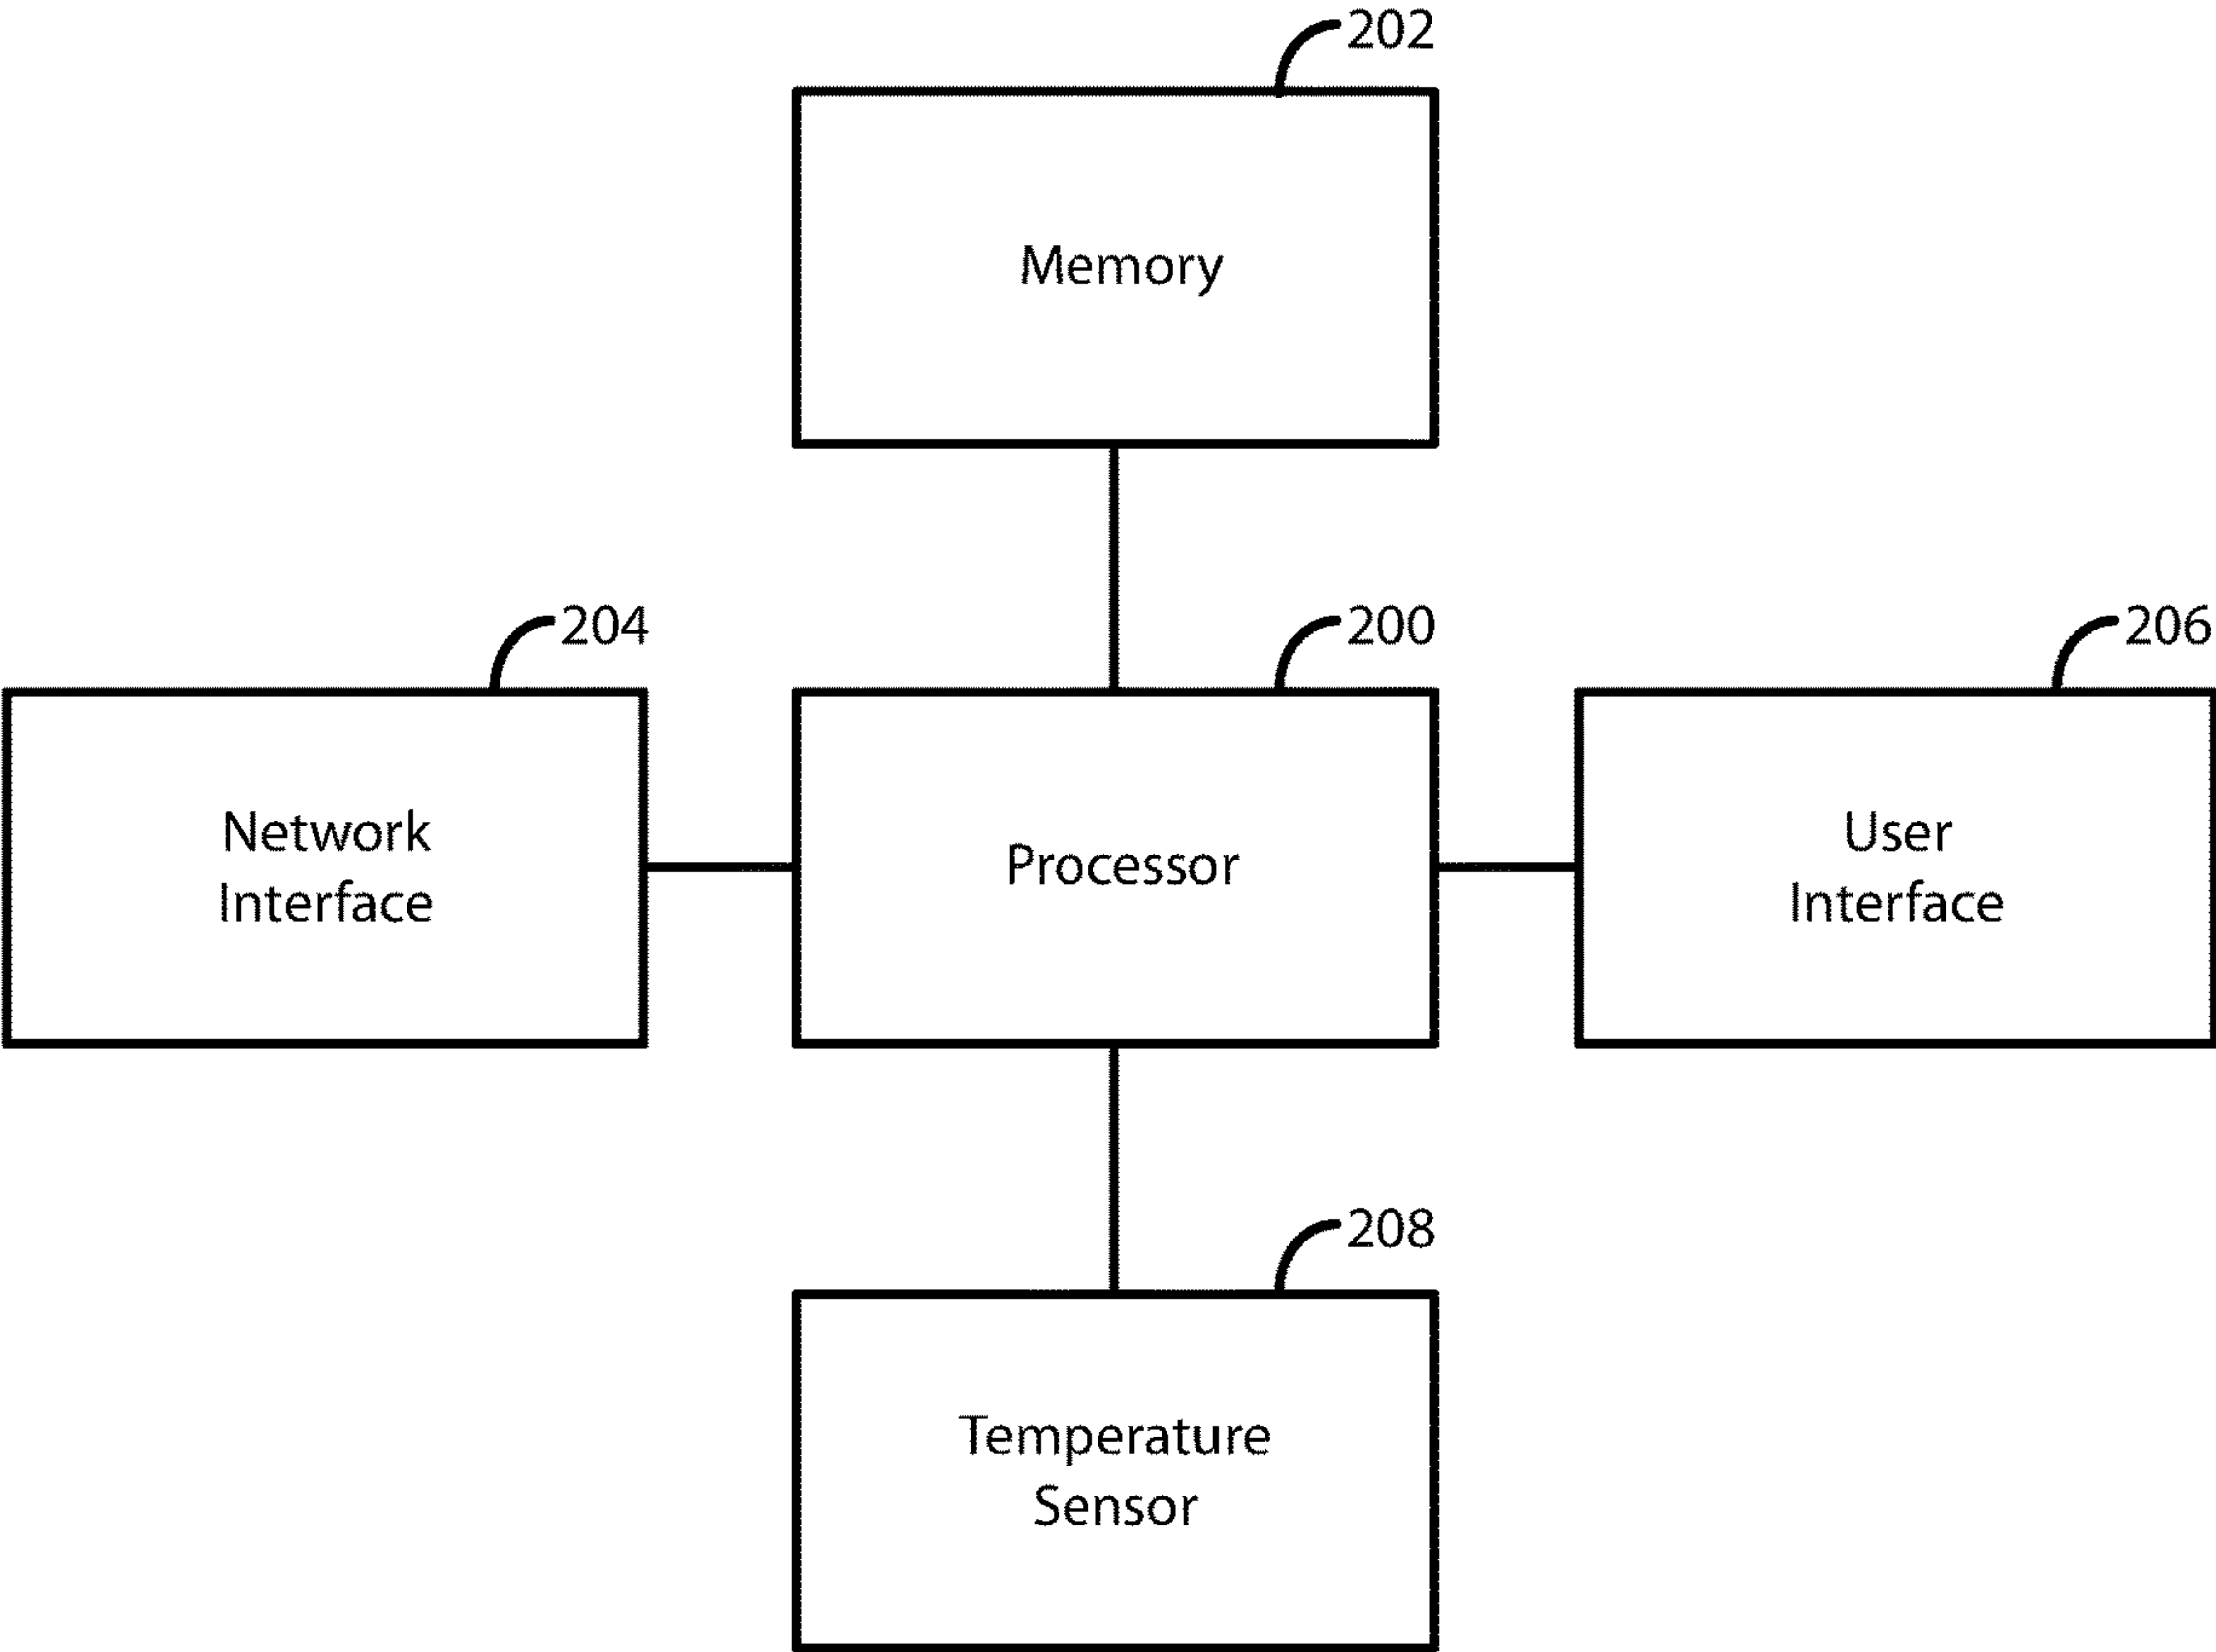 202
Memory
204
200
206
Network
Interface
Processor
User
Interface
208
Temperature
Sensor